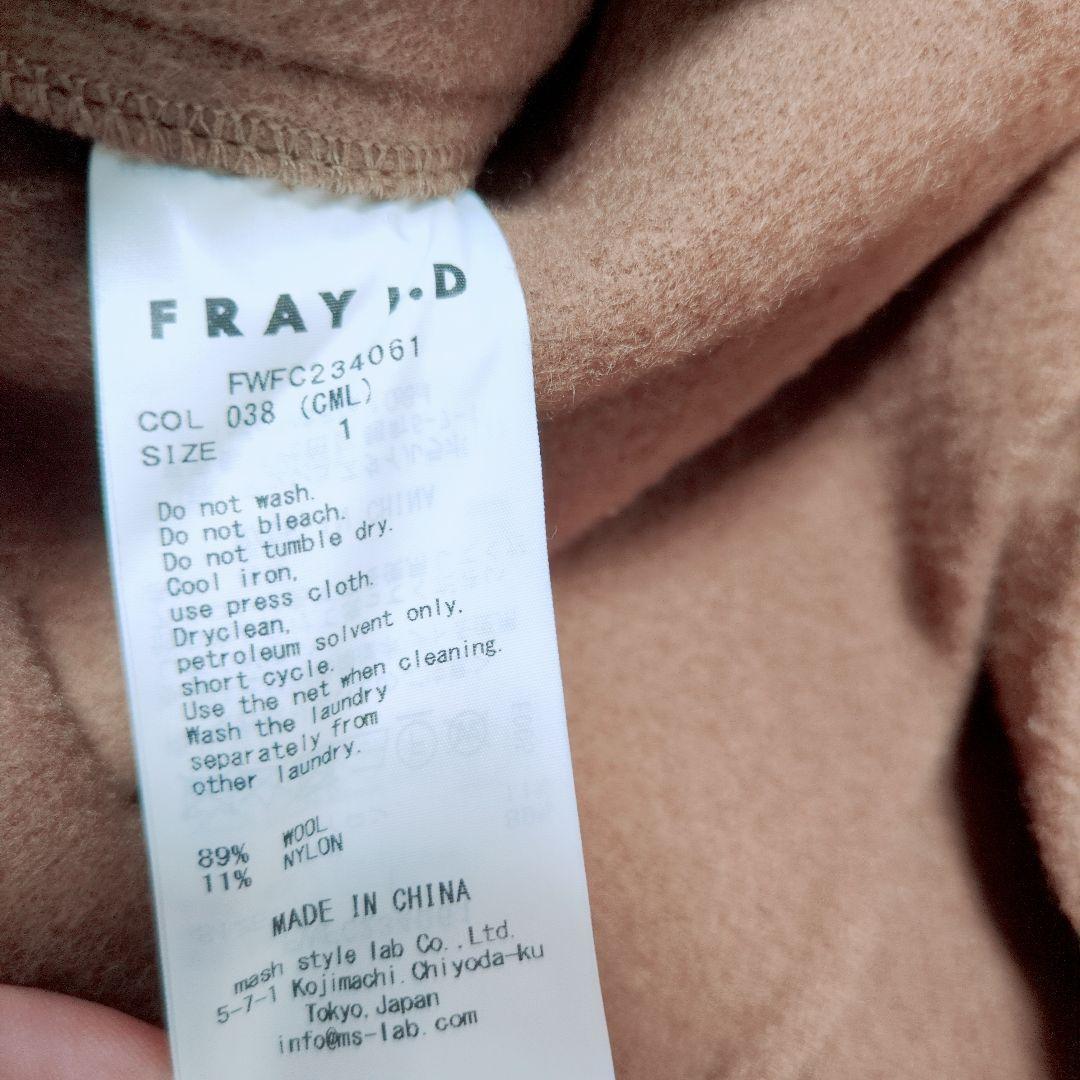 FRAY I.D
FWFC234061
COL 038 (CML)
SIZE 1
Do not wash.
Do not bleach.
Do not tumble dry.
Cool iron,
use press cloth.
Dryclean,
petroleum solvent only.
short cycle.
Use the net when cleaning.
Wash the laundry
separately from
other laundry.
89% WOOL
11% NYLON
MADE IN CHINA
mash style lab Co.,Ltd.
5-7-1 Kojimachi.Chiyoda-ku
Tokyo,Japan
info@ms-lab.com